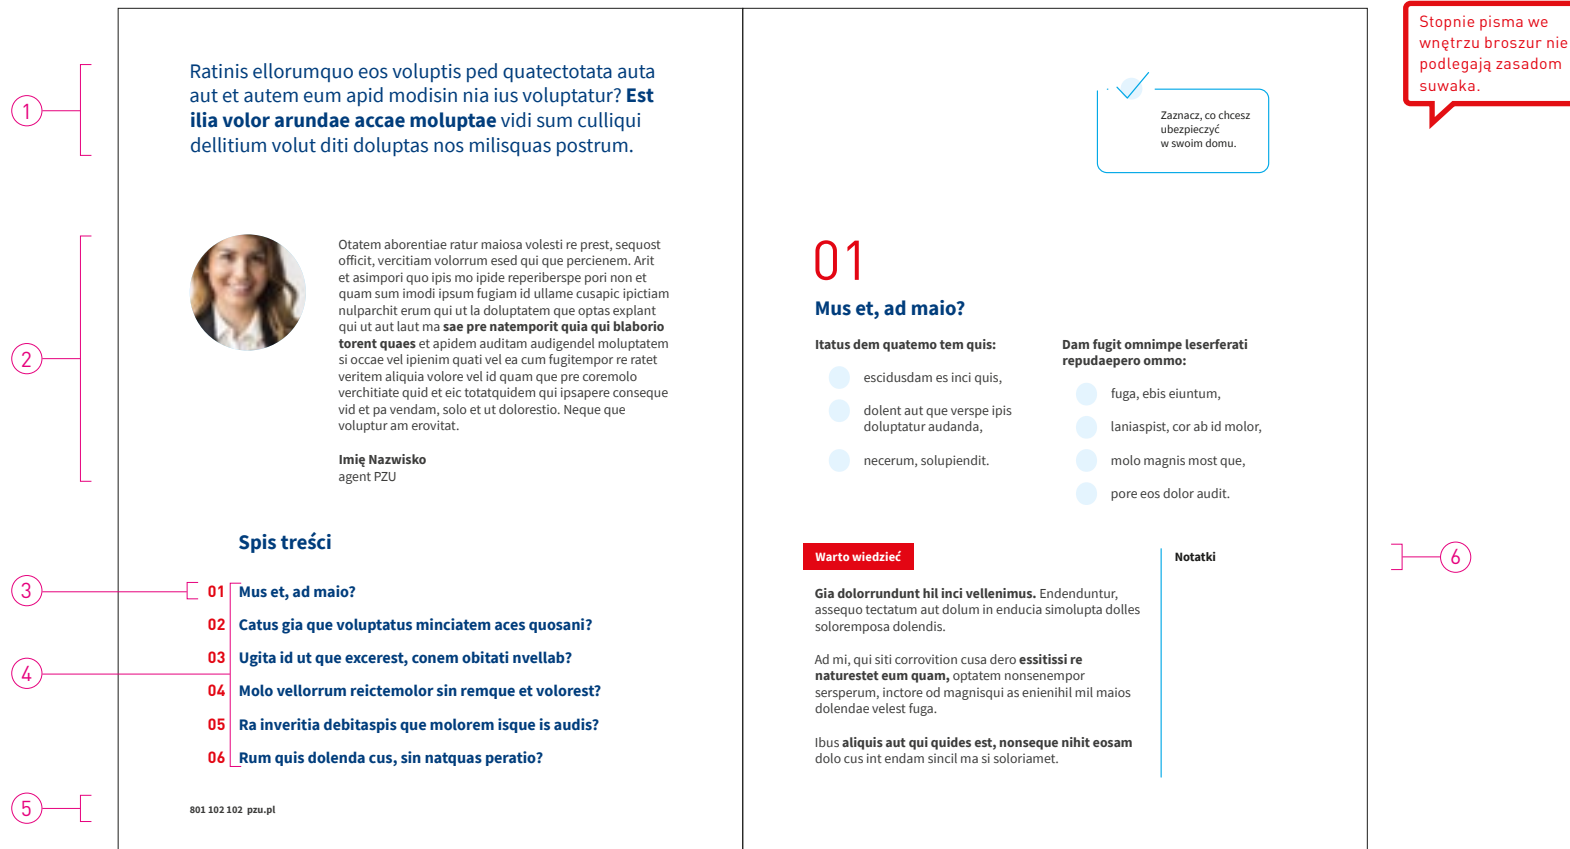 Stopnie pisma we
wnętrzu broszur nie
podlegają zasadom
suwaka.
1
Ratinis ellorumquo eos voluptis ped quatectotata auta
aut et autem eum apid modisin nia ius voluptatur? Est
ilia volor arundae accae moluptae vidi sum culliqui
dellitium volut diti doluptas nos milisquas postrum.
2
Otatem aborentiae ratur maiosa volesti re prest, sequost
officit, vercitiam volorrum esed qui que percienem. Arit
et asimpori quo ipis mo ipide reperiberspe pori non et
quam sum imodi ipsum fugiam id ullame cusapic ipictiam
nulparchit erum qui ut la doluptatem que optas explant
qui ut aut laut ma sae pre natemporit quia qui blaborio
torent quaes et apidem auditam audigendel moluptatem
si occae vel ipienim quati vel ea cum fugitempor re ratet
veritem aliquia volore vel id quam que pre coremolo
verchitiate quid et eic totatquidem qui ipsapere conseque
vid et pa vendam, solo et ut dolorestio. Neque que
voluptur am erovitat.
Imię Nazwisko
agent PZU
Spis treści
3
01 Mus et, ad maio?
02 Catus gia que voluptatus minciatem aces quosani?
03 Ugita id ut que excerest, conem obitati nvellab?
4
04 Molo vellorrum reictemolor sin remque et volorest?
05 Ra inveritia debitaspis que molorem isque is audis?
06 Rum quis dolenda cus, sin natquas peratio?
5
801 102 102 pzu.pl
Zaznacz, co chcesz
ubezpieczyć
w swoim domu.
01
Mus et, ad maio?
Itatus dem quatemo tem quis:
escidusdam es inci quis,
dolent aut que verspe ipis
doluptatur audanda,
necerum, solupiendit.
Dam fugit omnimpe leserferati
repudaepero ommo:
fuga, ebis eiuntum,
laniaspist, cor ab id molor,
molo magnis most que,
pore eos dolor audit.
Warto wiedzieć
Gia dolorrundunt hil inci vellenimus. Endenduntur,
assequo tectatum aut dolum in enducia simolupta dolles
soloremposa dolendis.
Ad mi, qui siti corrovition cusa dero essitissi re
naturestet eum quam, optatem nonsenempor
sersperum, inctore od magnisqui as enienihil mil maios
dolendae velest fuga.
Ibus aliquis aut qui quides est, nonseque nihit eosam
dolo cus int endam sincil ma si soloriamet.
Notatki
6